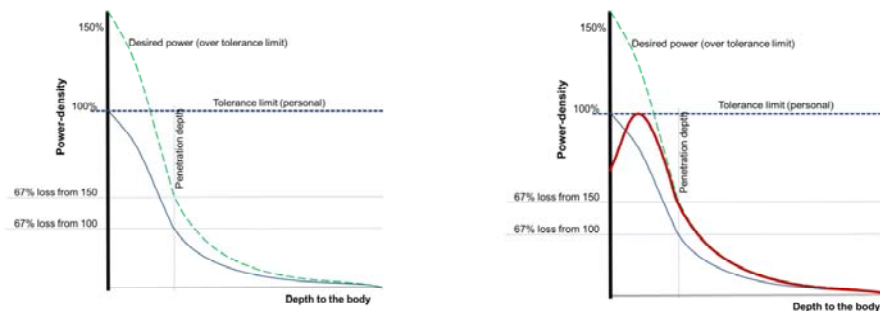 150%
Desired power (over tolerance limit)
100%
Tolerance limit (personal)
Power-density
Penetration depth
67% loss from 150
67% loss from 100
Depth to the body
150%
Desired power (over tolerance limit)
100%
Tolerance limit (personal)
Power-density
Penetration depth
67% loss from 150
67% loss from 100
Depth to the body